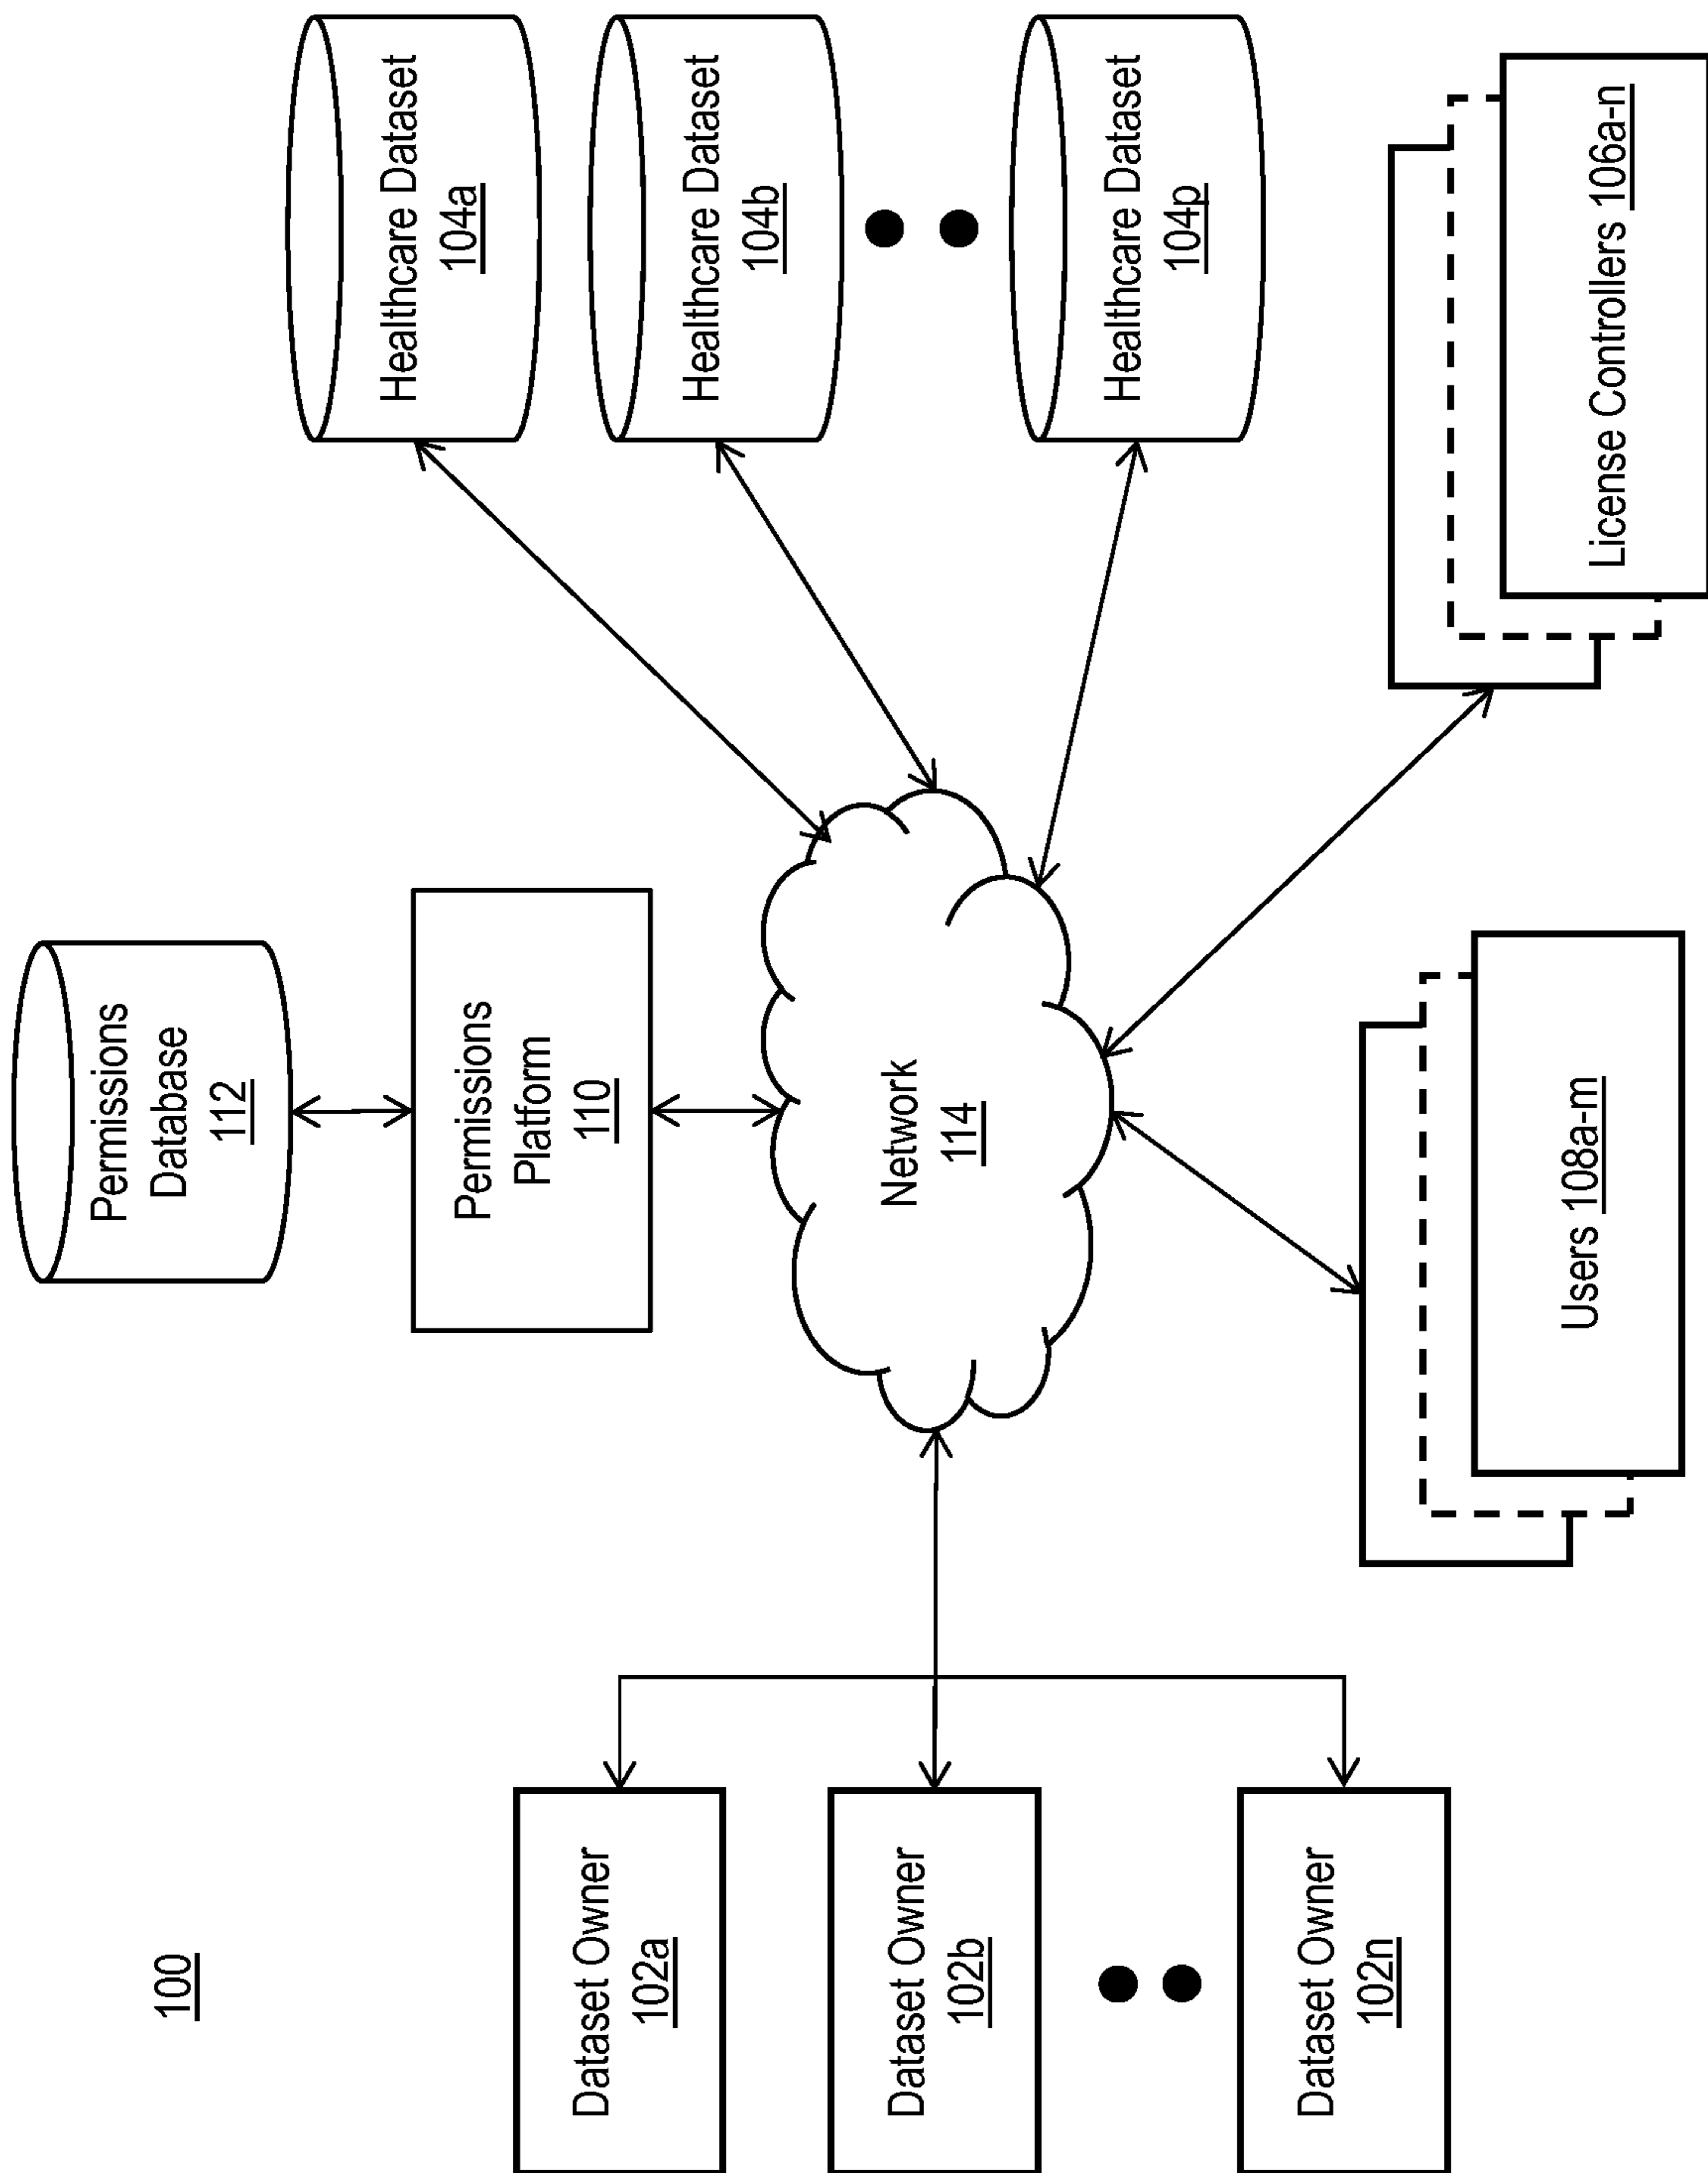 100
Permissions
Database
112
Permissions
Platform
110
Network
114
Dataset Owner
102a
Dataset Owner
102b
Dataset Owner
102n
Healthcare Dataset
104a
Healthcare Dataset
104b
Healthcare Dataset
104p
Users 108a-m
License Controllers 106a-n